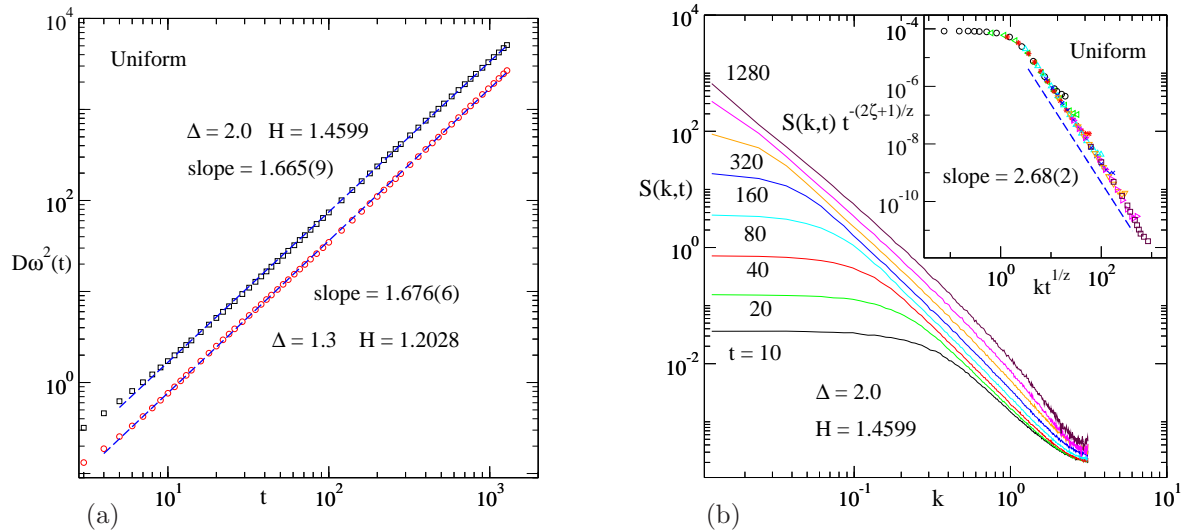 10^4
Uniform
Δ = 2.0 H = 1.4599
slope = 1.665(9)
10^2
Dω^2(t)
slope = 1.676(6)
Δ = 1.3 H = 1.2028
10^0
10^1
t
10^2
10^3
(a)
10^4
S(k,t)
1280
10^2
320
160
80
40
20
t = 10
10^0
10^-2
Δ = 2.0
H = 1.4599
10^-1
k
10^0
10^1
(b)
S(k,t) t^-(2ζ+1)/z
10^-4
Uniform
10^-6
10^-8
slope = 2.68(2)
10^-10
10^0
kt^1/z
10^2
S(k,t)